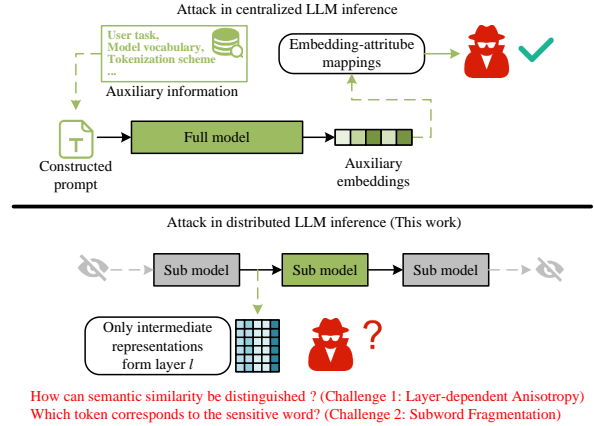 Attack in centralized LLM inference
User task,
Model vocabulary,
Tokenization scheme
...
Auxiliary information
Embedding-attritube
mappings
T
Full model
Constructed
prompt
Auxiliary
embeddings
Attack in distributed LLM inference (This work)
Sub model
Sub model
Sub model
Only intermediate
representations
form layer l
?
How can semantic similarity be distinguished ? (Challenge 1: Layer-dependent Anisotropy)
Which token corresponds to the sensitive word? (Challenge 2: Subword Fragmentation)